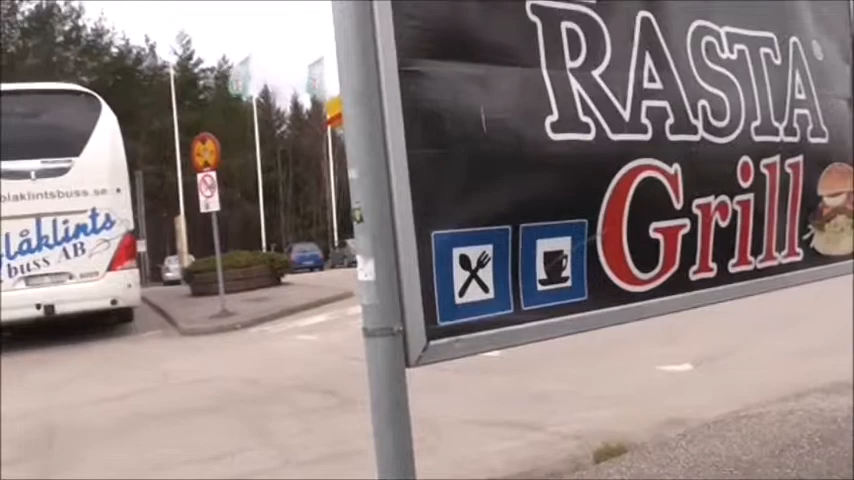 RASTA
Grill
blaklintsbuss.se
Blåklints
Buss AB